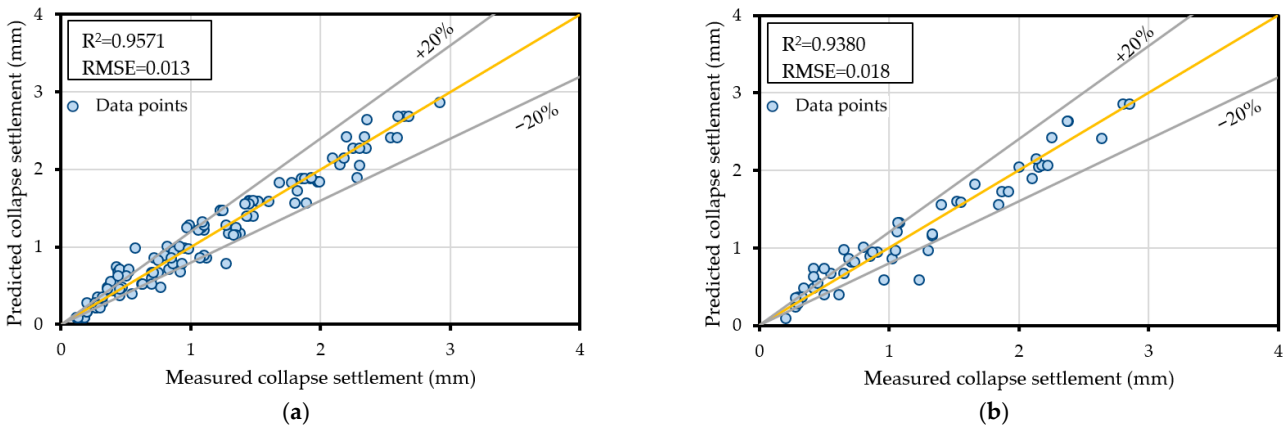 R²=0.9571
RMSE=0.013
Data points
+20%
−20%
4
3
2
1
0
0 1 2 3 4
Predicted collapse settlement (mm)
Measured collapse settlement (mm)
(a)
R²=0.9380
RMSE=0.018
Data points
+20%
−20%
4
3
2
1
0
0 1 2 3 4
Predicted collapse settlement (mm)
Measured collapse settlement (mm)
(b)